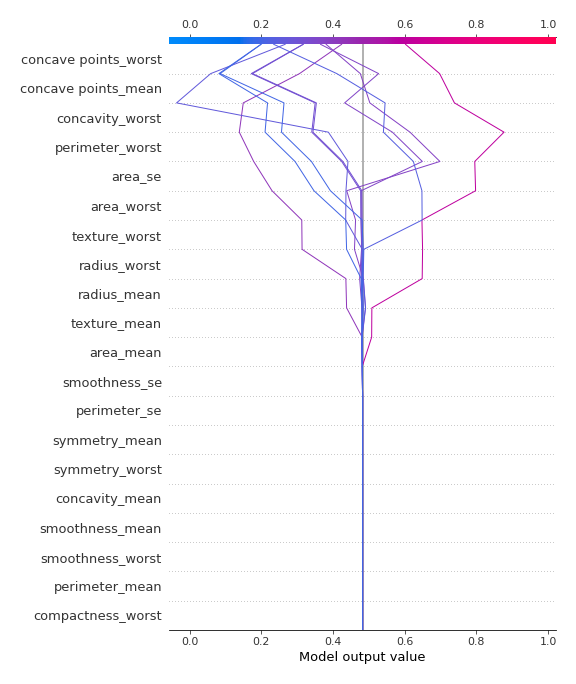 0.0 0.2 0.4 0.6 0.8 1.0
concave points_worst
concave points_mean
concavity_worst
perimeter_worst
area_se
area_worst
texture_worst
radius_worst
radius_mean
texture_mean
area_mean
smoothness_se
perimeter_se
symmetry_mean
symmetry_worst
concavity_mean
smoothness_mean
smoothness_worst
perimeter_mean
compactness_worst
0.0 0.2 0.4 0.6 0.8 1.0
Model output value